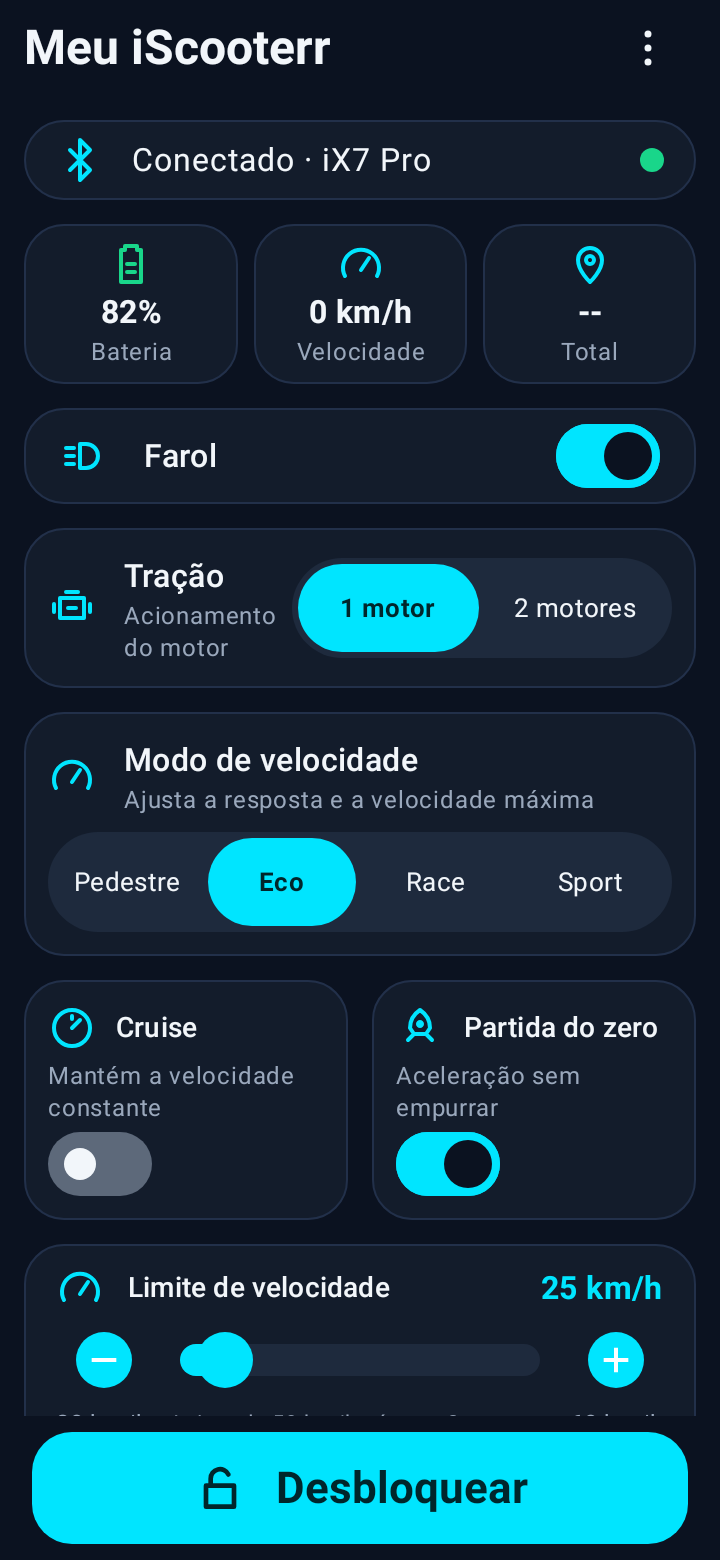 Meu iScooterr
Conectado · iX7 Pro
82%
Bateria
0 km/h
Velocidade
--
Total
Farol
Tração
Acionamento
do motor
1 motor
2 motores
Modo de velocidade
Ajusta a resposta e a velocidade máxima
Pedestre
Eco
Race
Sport
Cruise
Mantém a velocidade
constante
Partida do zero
Aceleração sem
empurrar
Limite de velocidade
25 km/h
Desbloquear